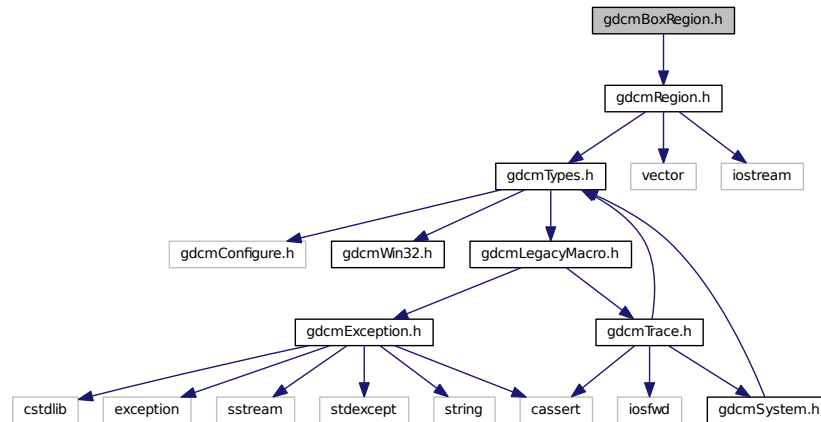 gdcmBoxRegion.h
gdcmRegion.h
gdcmTypes.h
vector
iostream
gdcmConfigure.h
gdcmWin32.h
gdcmLegacyMacro.h
gdcmException.h
gdcmTrace.h
cstdlib
exception
sstream
stdexcept
string
cassert
iosfwd
gdcmSystem.h